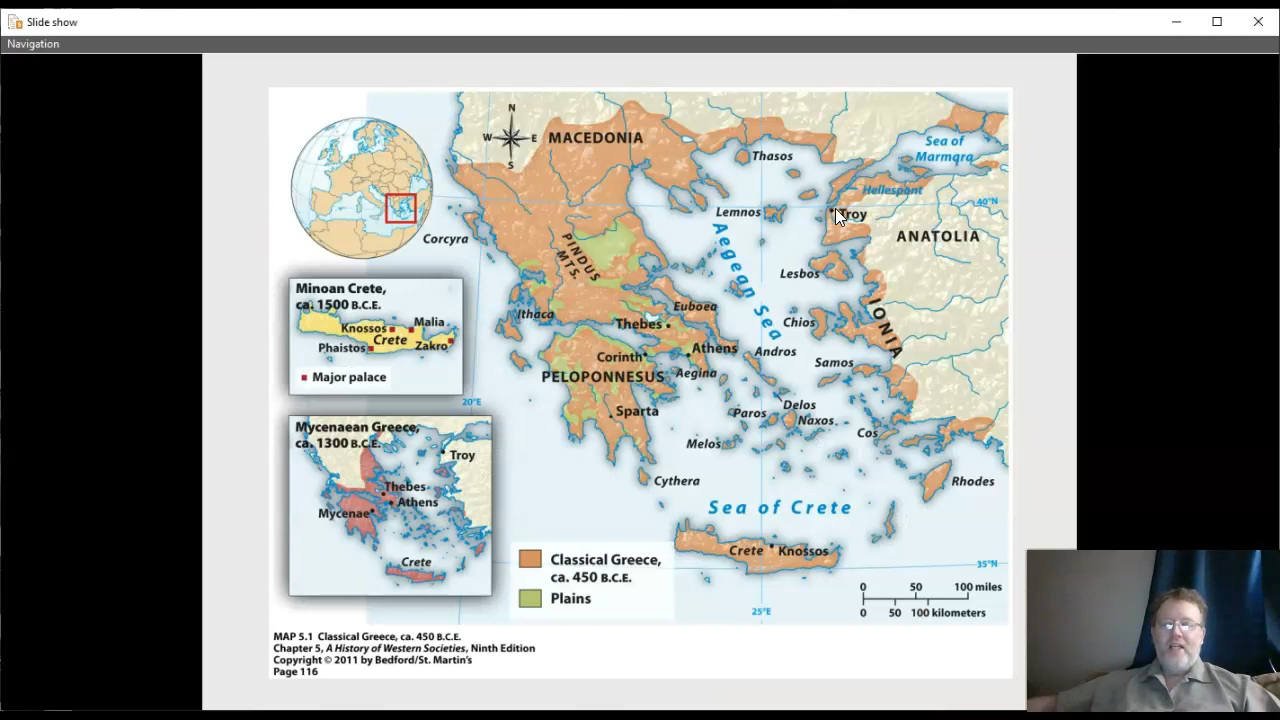 Slide show
Navigation
N
W
E
S
MACEDONIA
Thasos
Sea of
Marmara
Hellespont
40°N
Lemnos
Troy
Corcyra
ANATOLIA
PINDUS
MTS.
Aegean Sea
Lesbos
Minoan Crete,
ca. 1500 B.C.E.
Knossos
Malia
Crete
Phaistos
Zakro
Major palace
Ithaca
Euboea
Thebes
Chios
IONIA
Corinth
Athens
Andros
Samos
PELOPONNESUS
Aegina
20°E
Sparta
Paros
Delos
Naxos
Cos
Melos
Mycenaean Greece,
ca. 1300 B.C.E.
Troy
Thebes
Athens
Mycenae
Crete
Cythera
Rhodes
Sea of Crete
Crete
Knossos
Classical Greece,
ca. 450 B.C.E.
Plains
35°N
25°E
0 50 100 miles
0 50 100 kilometers
MAP 5.1 Classical Greece, ca. 450 B.C.E.
Chapter 5, A History of Western Societies, Ninth Edition
Copyright © 2011 by Bedford/St. Martin's
Page 116